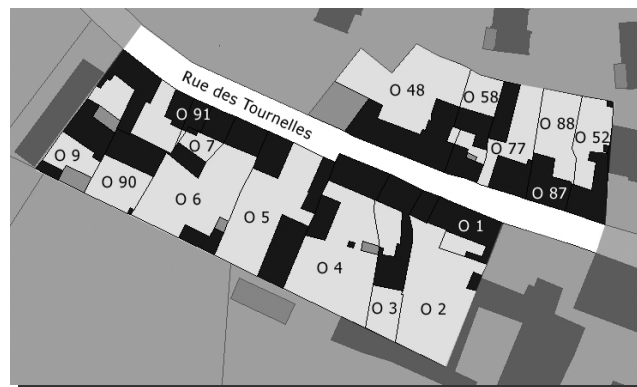 Rue des Tournelles
O 48
O 58
O 77
O 88
O 52
O 87
O 91
O 7
O 9
O 90
O 6
O 5
O 4
O 3
O 2
O 1